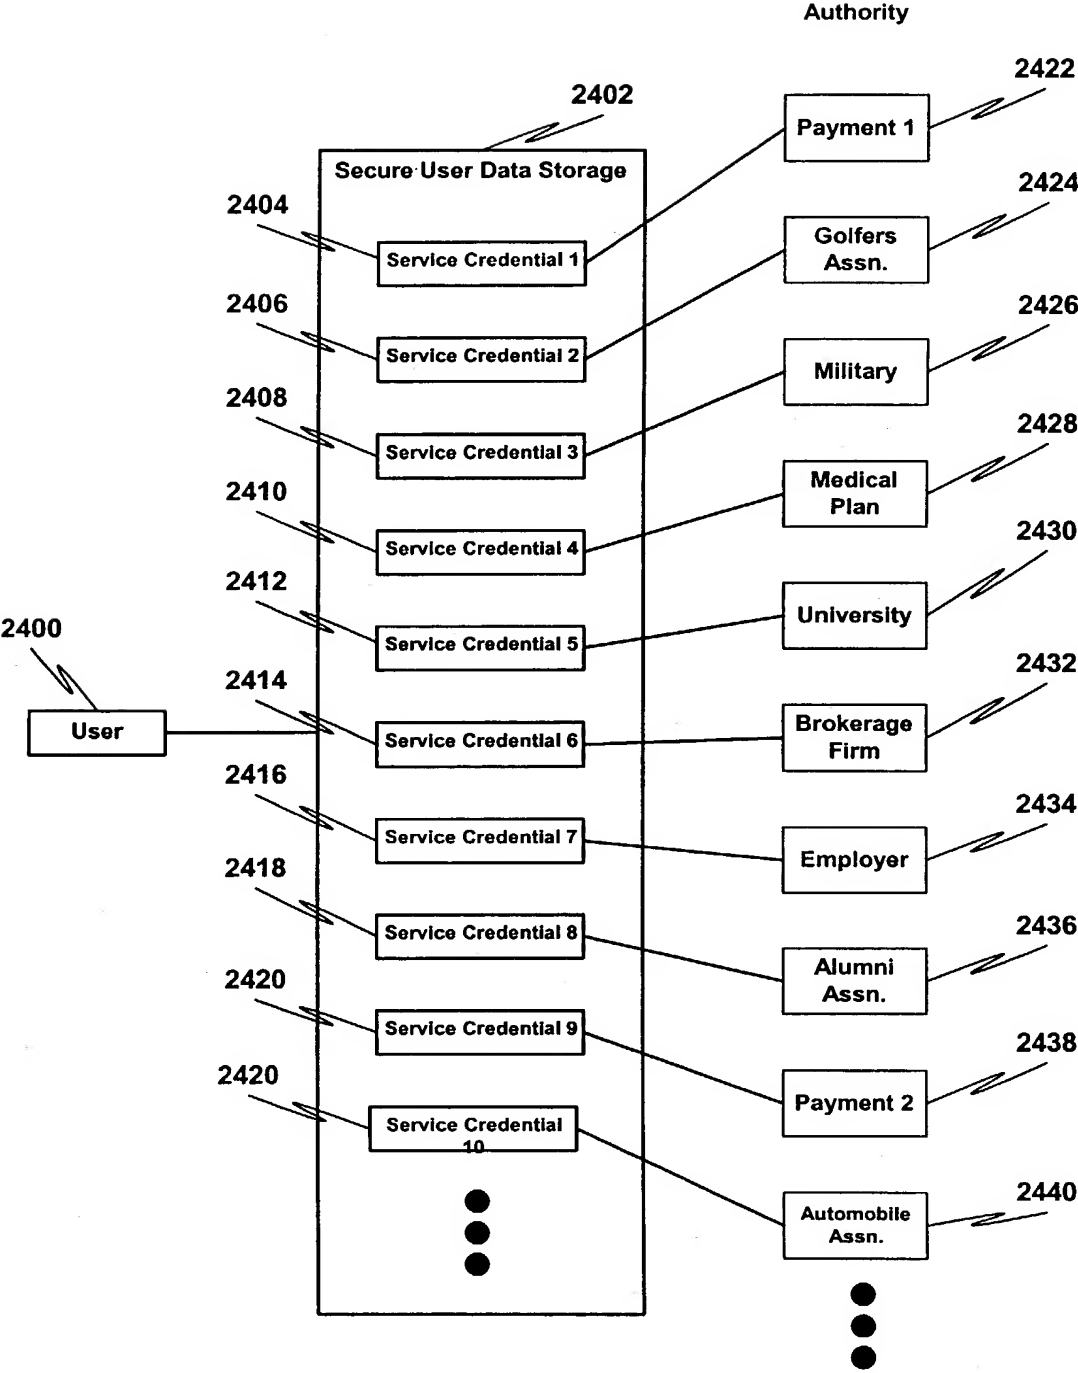 Authority
2422
2402
Payment 1
Secure User Data Storage
2424
2404
Golfers
Assn.
Service Credential 1
2406
2426
Service Credential 2
Military
2408
2428
Service Credential 3
Medical
Plan
2410
2430
Service Credential 4
2412
University
2400
Service Credential 5
2432
2414
User
Brokerage
Firm
Service Credential 6
2416
2434
Service Credential 7
Employer
2418
2436
Service Credential 8
Alumni
Assn.
2420
Service Credential 9
2438
2420
Payment 2
Service Credential
10
2440
Automobile
Assn.